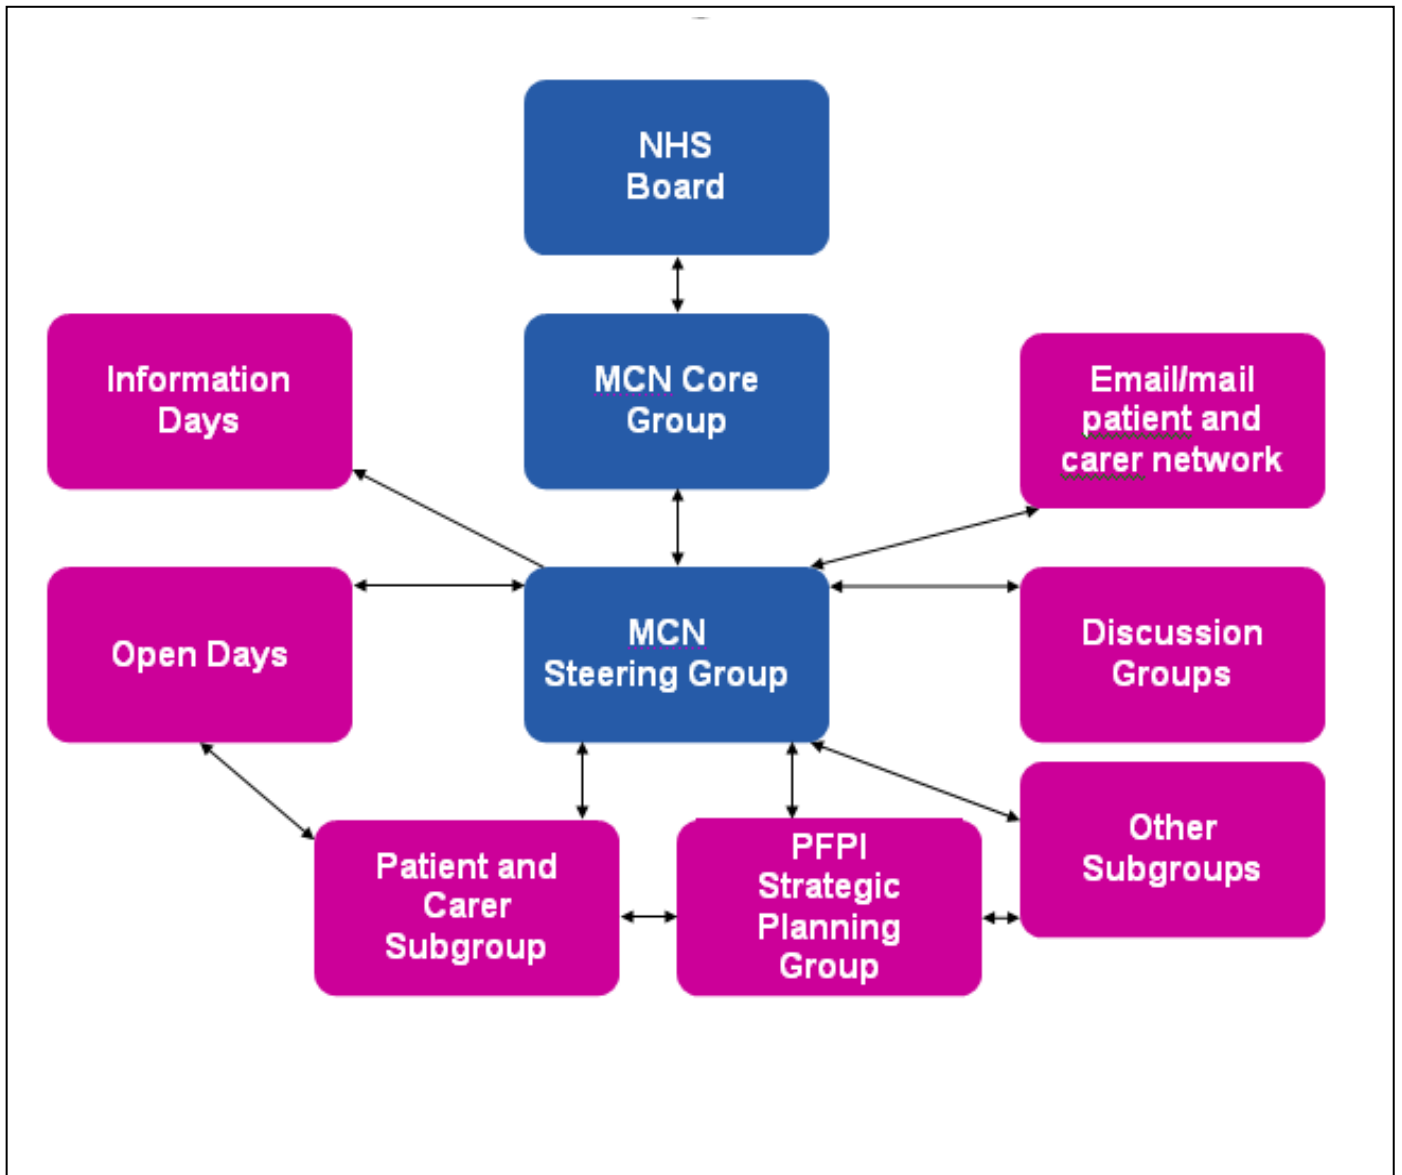 NHS
Board
Information
Days
MCN Core
Group
Email/mail
patient and
carer network
Open Days
MCN
Steering Group
Discussion
Groups
Patient and
Carer
Subgroup
PFPI
Strategic
Planning
Group
Other
Subgroups